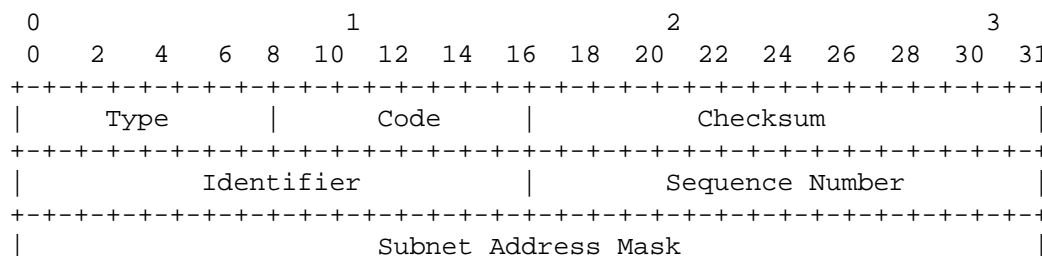 0                   1                   2                   3
0   2   4   6  8  10  12  14  16  18  20  22  24  26  28  30  31
+-+-+-+-+-+-+-+-+-+-+-+-+-+-+-+-+-+-+-+-+-+-+-+-+-+-+-+-+-+-+-+-+
|     Type      |      Code     |          Checksum             |
+-+-+-+-+-+-+-+-+-+-+-+-+-+-+-+-+-+-+-+-+-+-+-+-+-+-+-+-+-+-+-+-+
|           Identifier          |        Sequence Number        |
+-+-+-+-+-+-+-+-+-+-+-+-+-+-+-+-+-+-+-+-+-+-+-+-+-+-+-+-+-+-+-+-+
|                      Subnet Address Mask                      |